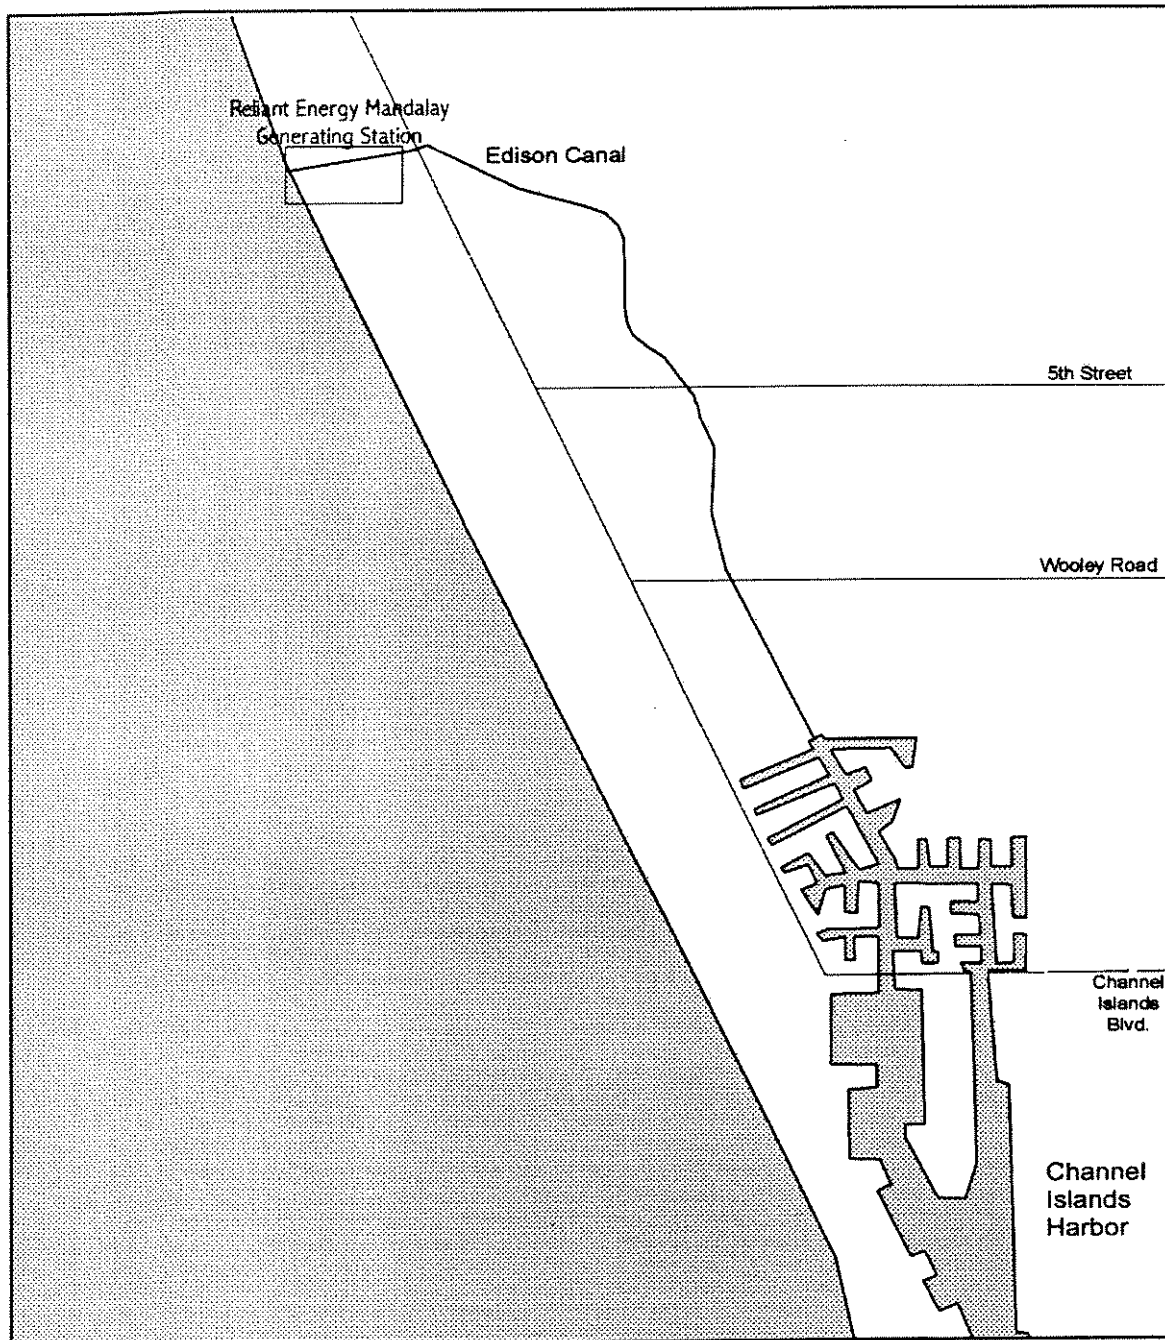 Reliant Energy Mandalay
Generating Station
Edison Canal
5th Street
Wooley Road
Channel
Islands
Blvd.
Channel
Islands
Harbor